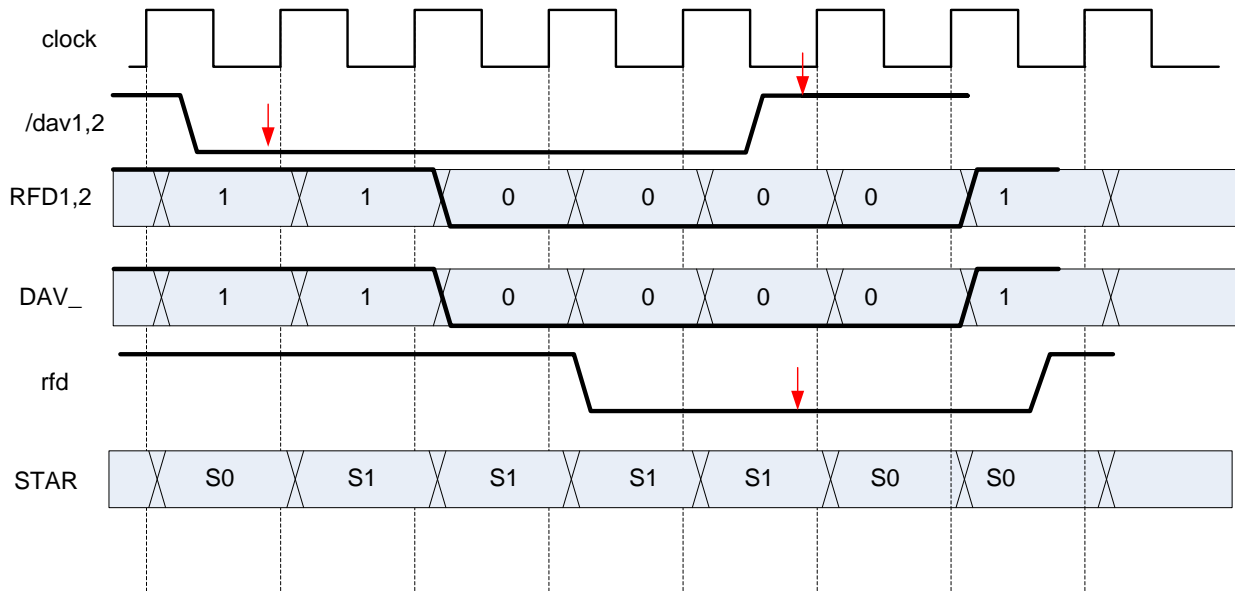 clock
/dav1,2
RFD1,2 1 1 0 0 0 0 1
DAV_ 1 1 0 0 0 0 1
rfd
STAR S0 S1 S1 S1 S1 S0 S0